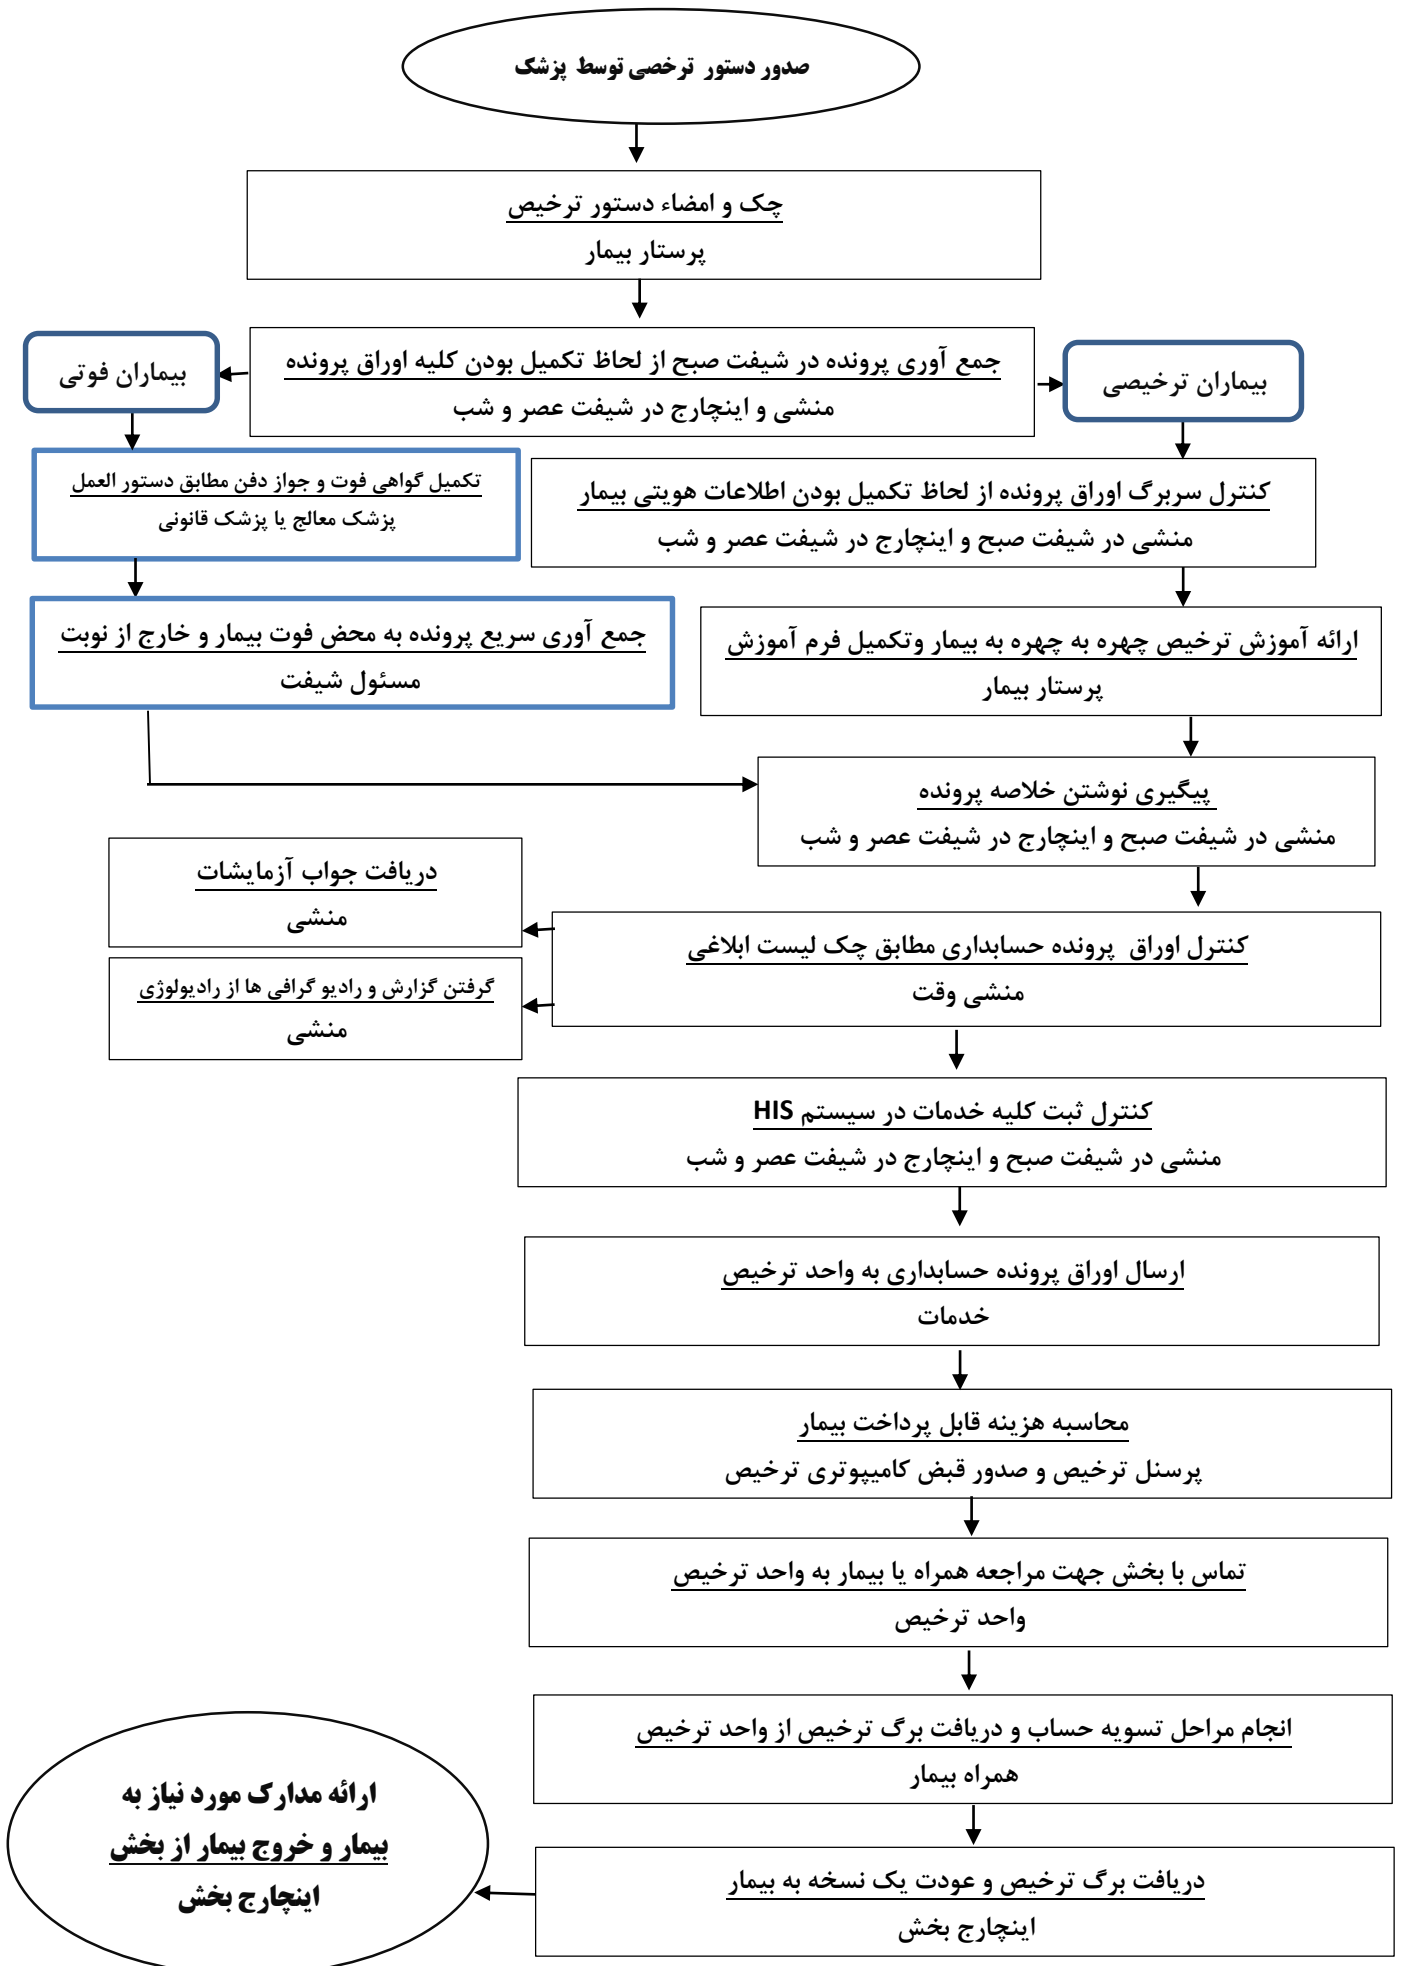 صدور دستور ترخصی توسط پزشک
چک و امضاء دستور ترخیص
پرستار بیمار
جمع آوری پرونده در شیفت صبح از لحاظ تکمیل بودن کلیه اوراق پرونده
منشی و اینچارج در شیفت عصر و شب
بیماران ترخیصی
بیماران فوتی
کنترل سربرگ اوراق پرونده از لحاظ تکمیل بودن اطلاعات هویتی بیمار
منشی در شیفت صبح و اینچارج در شیفت عصر و شب
تکمیل گواهی فوت و جواز دفن مطابق دستور العمل
پزشک معالج یا پزشک قانونی
ارائه آموزش ترخیص چهره به چهره به بیمار وتکمیل فرم آموزش
پرستار بیمار
جمع آوری سریع پرونده به محض فوت بیمار و خارج از نوبت
مسئول شیفت
پیگیری نوشتن خلاصه پرونده
منشی در شیفت صبح و اینچارج در شیفت عصر و شب
کنترل اوراق پرونده حسابداری مطابق چک لیست ابلاغی
منشی وقت
دریافت جواب آزمایشات
منشی
گرفتن گزارش و رادیو گرافی ها از رادیولوژی
منشی
کنترل ثبت کلیه خدمات در سیستم HIS
منشی در شیفت صبح و اینچارج در شیفت عصر و شب
ارسال اوراق پرونده حسابداری به واحد ترخیص
خدمات
محاسبه هزینه قابل پرداخت بیمار
پرسنل ترخیص و صدور قبض کامیپوتری ترخیص
تماس با بخش جهت مراجعه همراه یا بیمار به واحد ترخیص
واحد ترخیص
انجام مراحل تسویه حساب و دریافت برگ ترخیص از واحد ترخیص
همراه بیمار
دریافت برگ ترخیص و عودت یک نسخه به بیمار
اینچارج بخش
ارائه مدارک مورد نیاز به
بیمار و خروج بیمار از بخش
اینچارج بخش